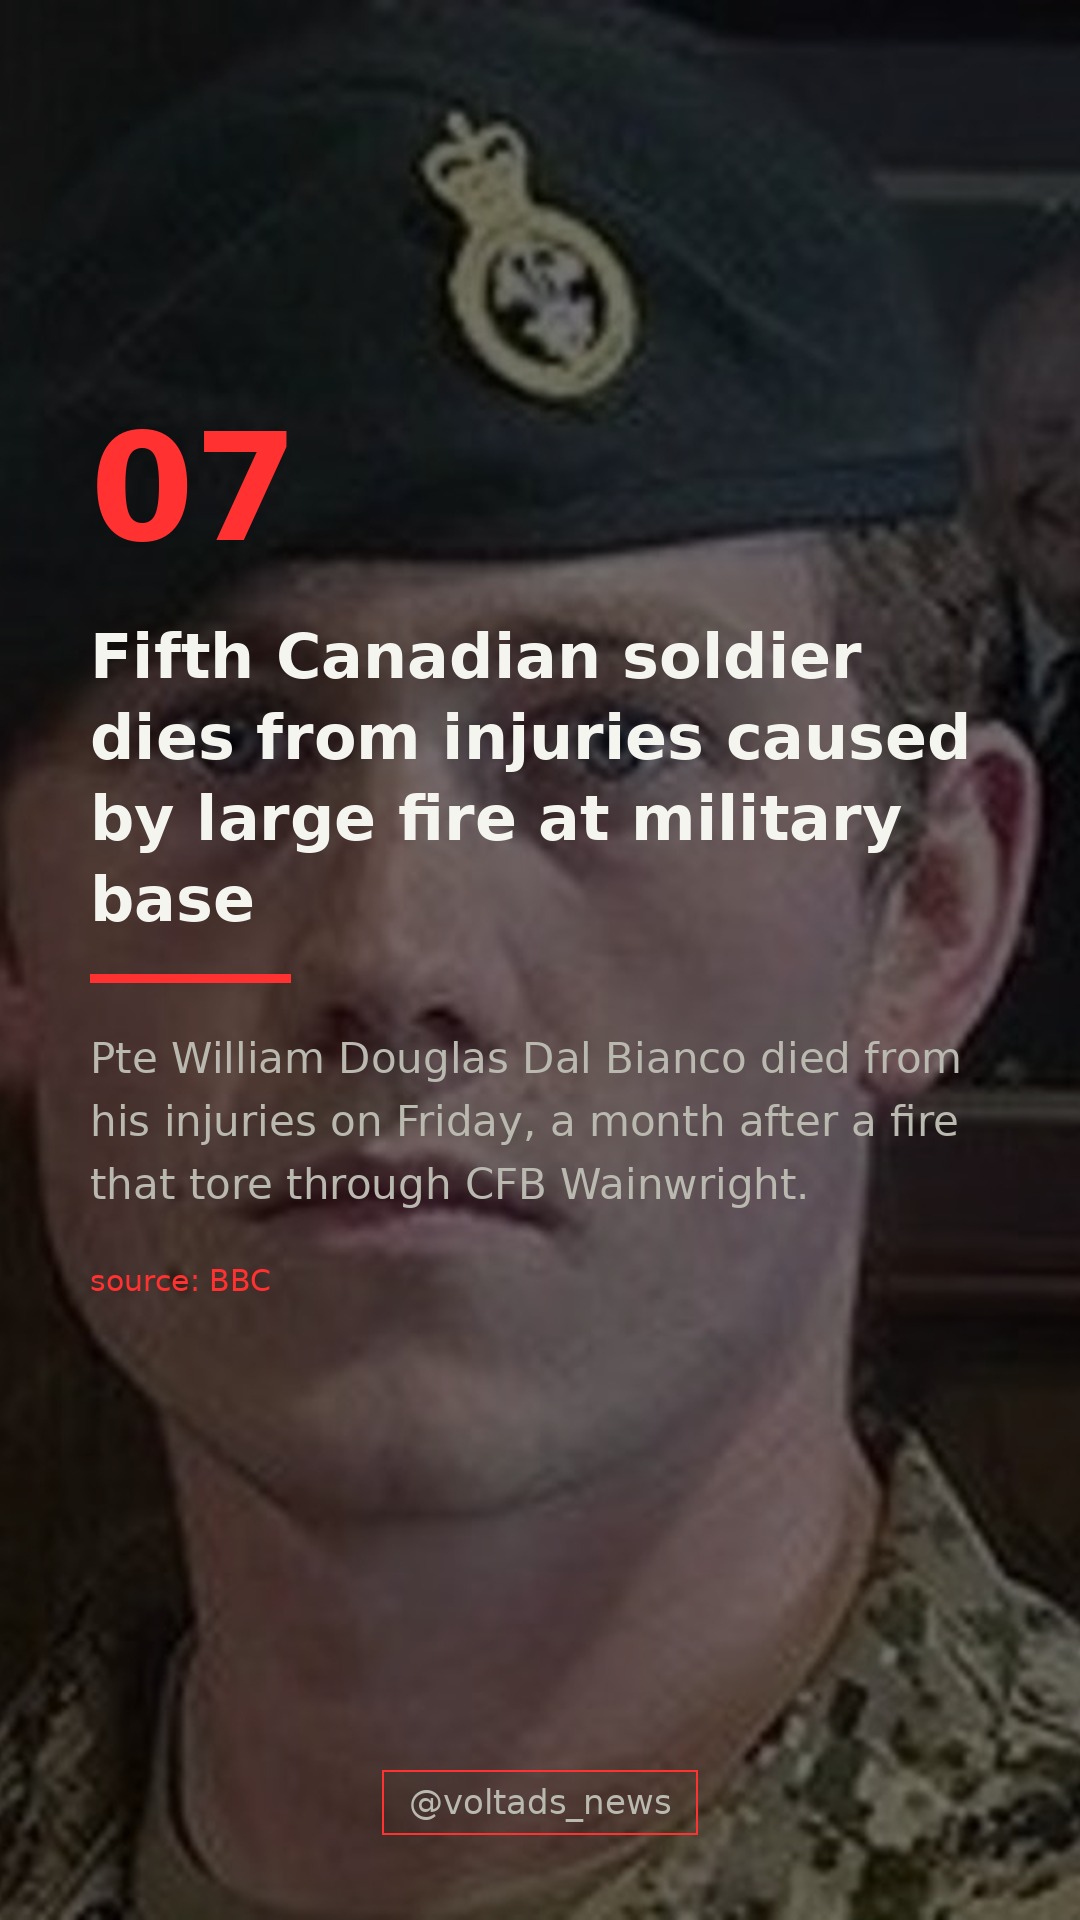 07
Fifth Canadian soldier
dies from injuries caused
by large fire at military
base
Pte William Douglas Dal Bianco died from
his injuries on Friday, a month after a fire
that tore through CFB Wainwright.
source: BBC
@voltads_news